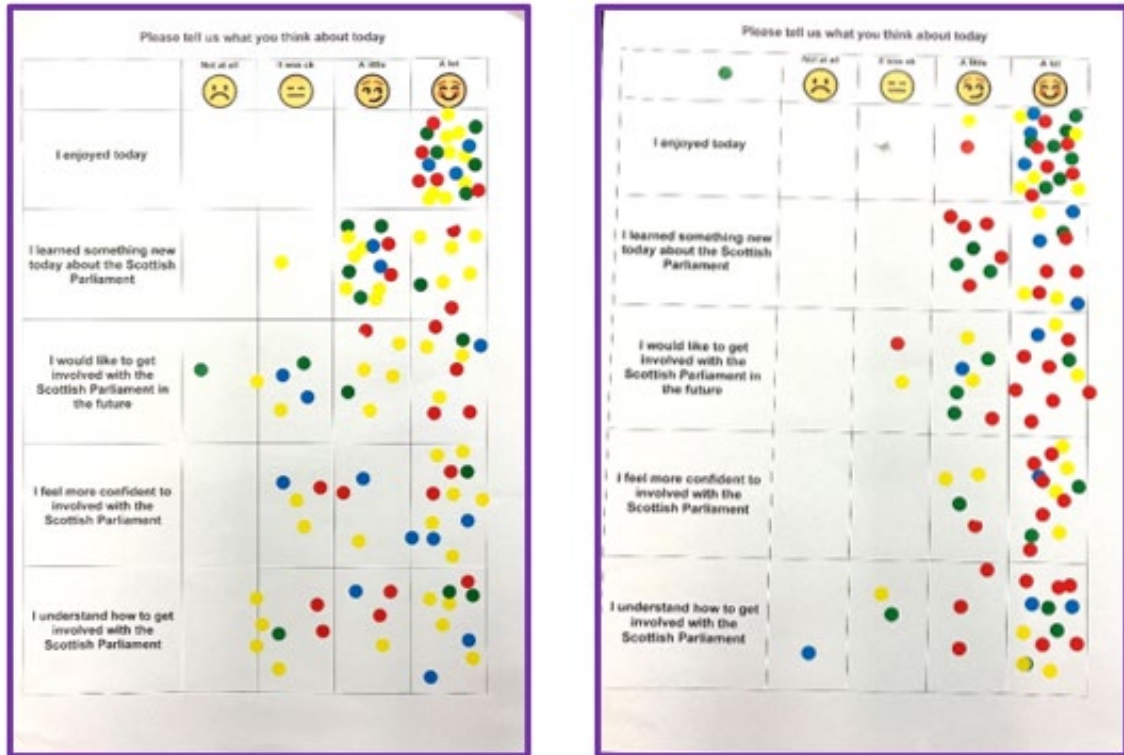 Please tell us what you think about today
Not at all
It was ok
A little
A lot
I enjoyed today
I learned something new
today about the Scottish
Parliament
I would like to get
involved with the
Scottish Parliament in
the future
I feel more confident to
involved with the
Scottish Parliament
I understand how to get
involved with the
Scottish Parliament
Please tell us what you think about today
Not at all
It was ok
A little
A lot
I enjoyed today
I learned something new
today about the Scottish
Parliament
I would like to get
involved with the
Scottish Parliament in the
future
I feel more confident to
involved with the
Scottish Parliament
I understand how to get
involved with the
Scottish Parliament